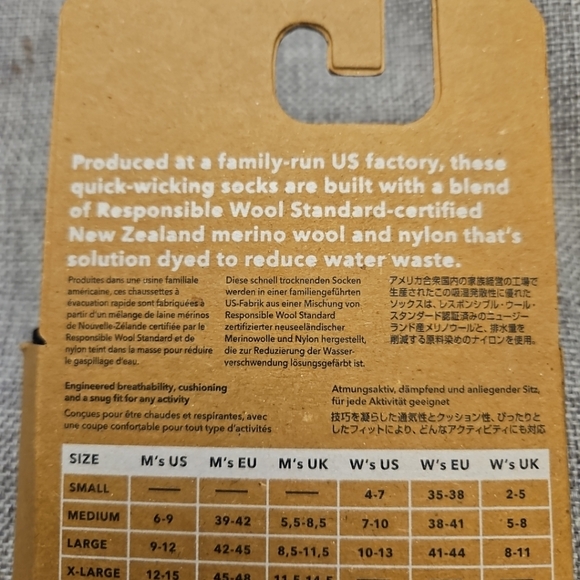 Produced at a family-run US factory, these
quick-wicking socks are built with a blend
of Responsible Wool Standard-certified
New Zealand merino wool and nylon that's
solution dyed to reduce water waste.
Produites dans une usine familiale
américaine, ces chaussettes à
évacuation rapide sont fabriquées à
partir d'un mélange de laine mérinos
de Nouvelle-Zélande certifiée par le
Responsible Wool Standard et de
nylon teint dans la masse pour réduire
le gaspillage d'eau.
Diese schnell trocknenden Socken
werden in einer familiengeführten
US-Fabrik aus einer Mischung von
Responsible Wool Standard
zertifizierter neuseeländischer
Merinowolle und Nylon hergestellt,
die zur Reduzierung der Wasser-
verschwendung lösungsgefärbt ist.
アメリカ合衆国内の家族経営の工場で
生産されたこの吸湿発散性に優れた
ソックスは、レスポンシブル・ウール・
スタンダード認証済みのニュージー
ランド産メリノウールと、排水量を
削減する原料染めのナイロンを使用。
Engineered breathability, cushioning
and a snug fit for any activity
Conçues pour être chaudes et respirantes, avec
une coupe confortable pour tout type d'activités
Atmungsaktiv, dämpfend und anliegender Sitz,
für jede Aktivität geeignet
技巧を凝らした通気性とクッション性、ぴったりと
したフィットにより、どんなアクティビティにも対応
SIZE M's US M's EU M's UK W's US W's EU W's UK
SMALL — — — 4-7 35-38 2-5
MEDIUM 6-9 39-42 5,5-8,5 7-10 38-41 5-8
LARGE 9-12 42-45 8,5-11,5 10-13 41-44 8-11
X-LARGE 12-15 45-48 11,5-14,5